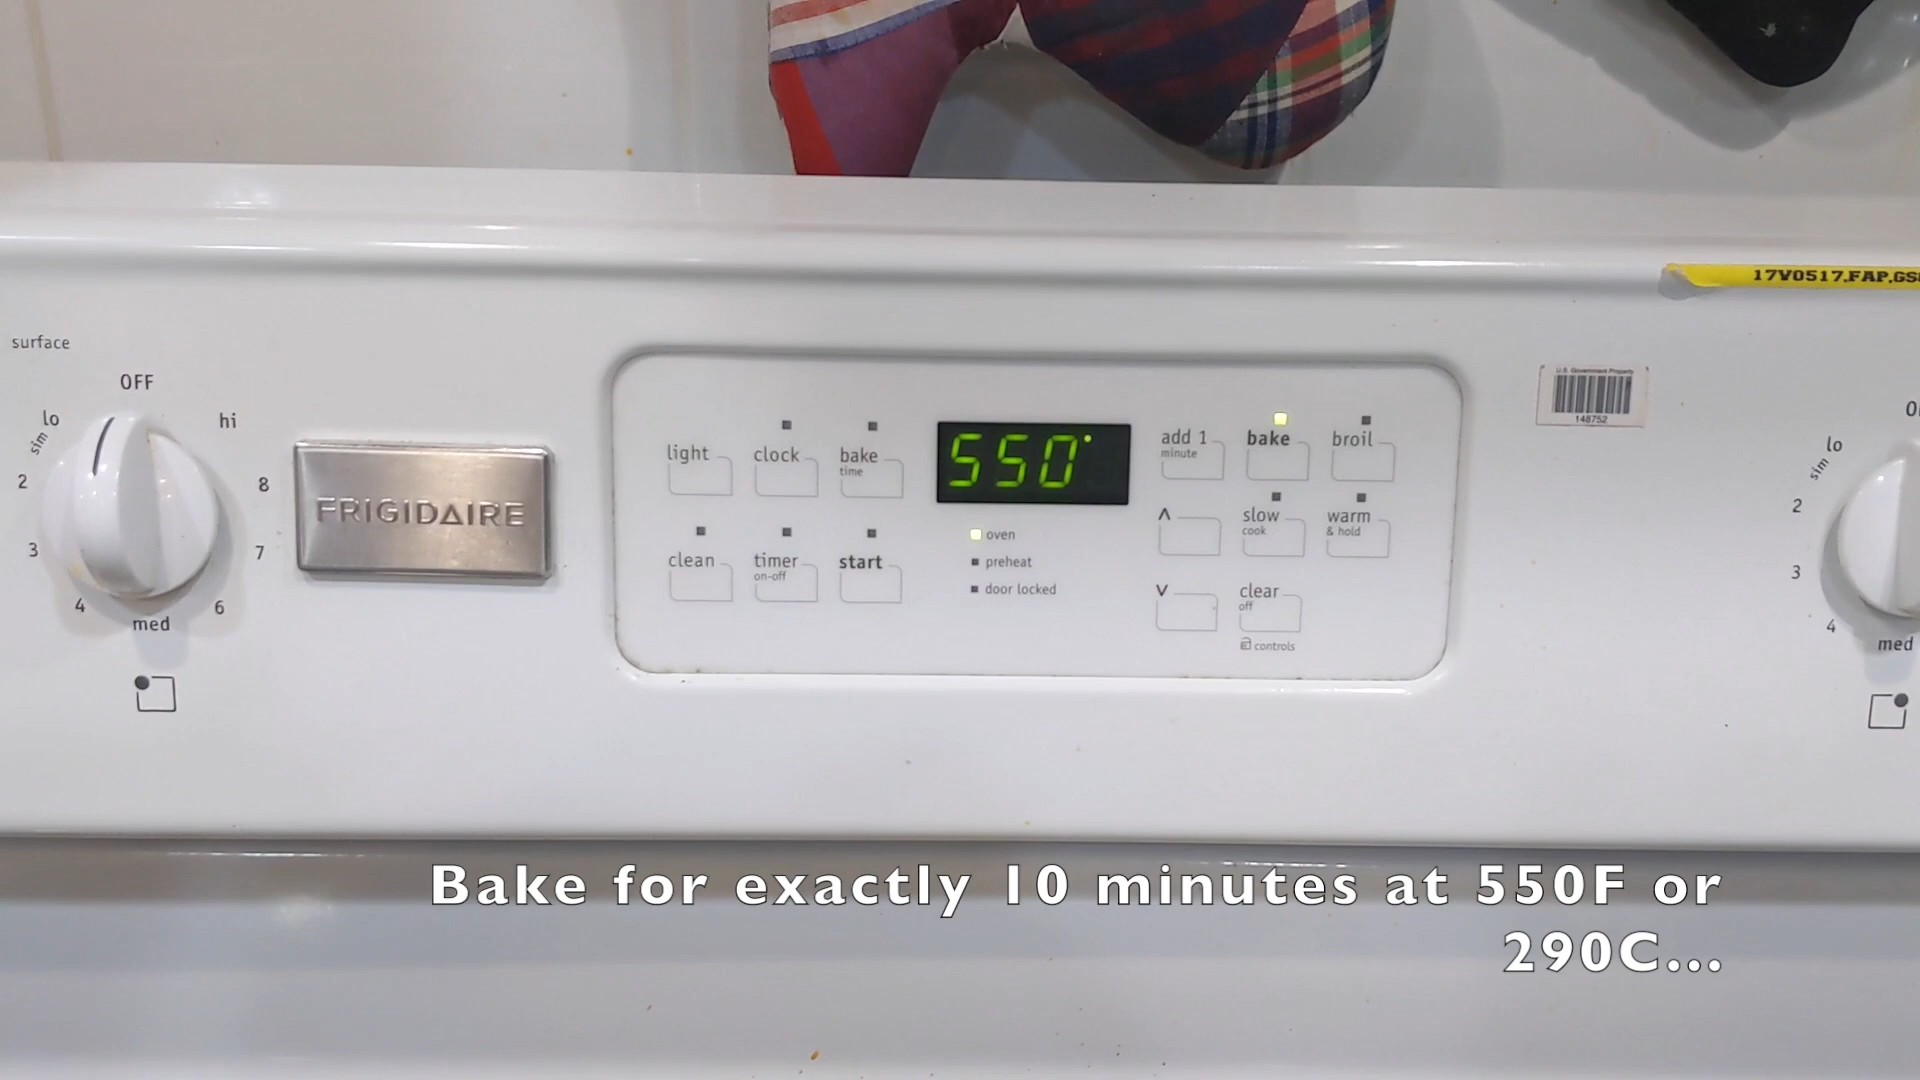 17V0517,FAP,GS
surface
OFF
lo
hi
sim
2
8
3
7
4
6
med
FRIGIDAIRE
light
clock
bake
time
clean
timer
on-off
start
550°
oven
preheat
door locked
add 1
minute
bake
broil
slow
cook
warm
& hold
clear
off
controls
U.S. Government Property
148752
lo
sim
2
3
4
med
Bake for exactly 10 minutes at 550F or
290C...